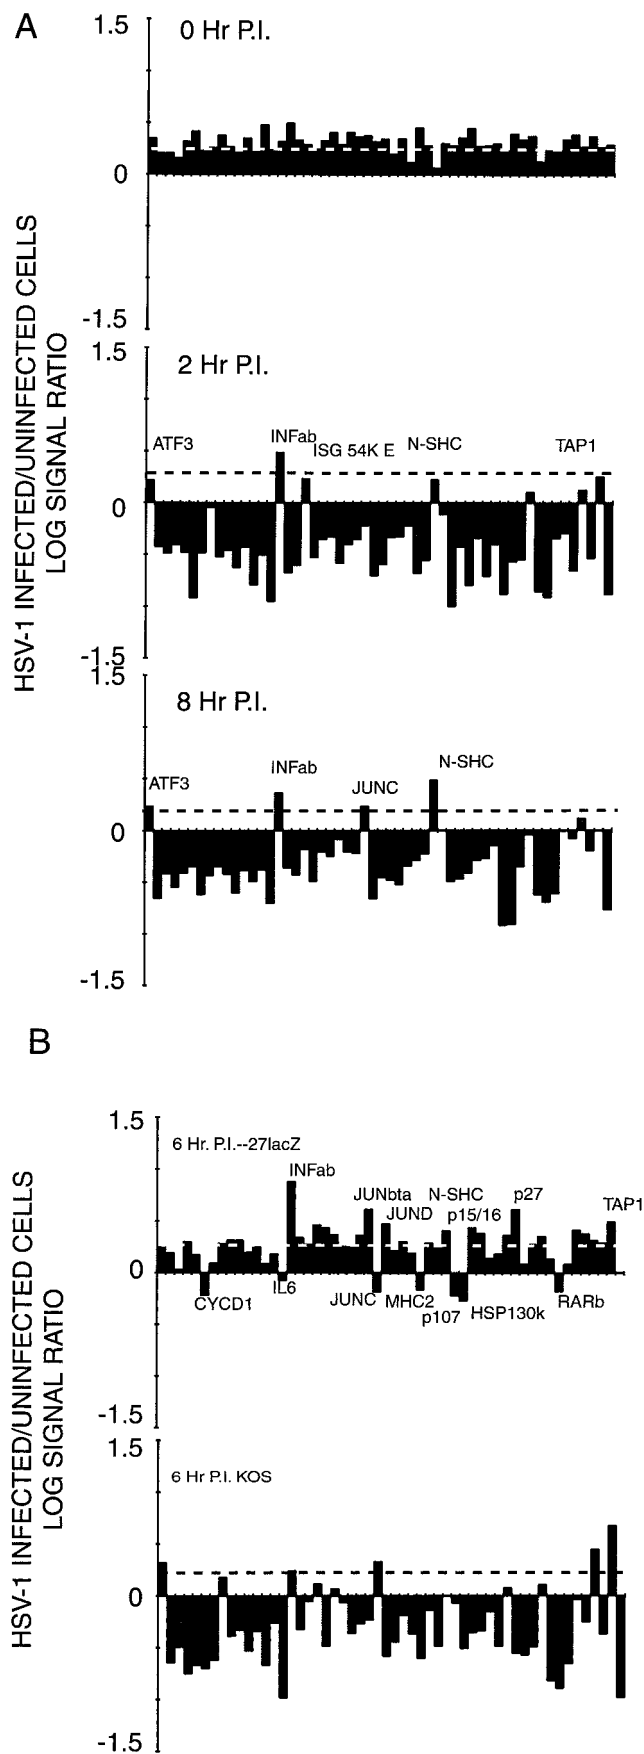 A
1.5
0 Hr P.I.
0
-1.5
HSV-1 INFECTED/UNINFECTED CELLS
LOG SIGNAL RATIO
1.5
2 Hr P.I.
ATF3
INFab
ISG 54K E
N-SHC
TAP1
0
-1.5
1.5
8 Hr P.I.
ATF3
INFab
JUNC
N-SHC
0
-1.5
B
HSV-1 INFECTED/UNINFECTED CELLS
LOG SIGNAL RATIO
1.5
6 Hr. P.I.--27lacZ
INFab
JUNbta
N-SHC
p27
JUND
p15/16
TAP1
0
CYCD1
IL6
JUNC
MHC2
p107
HSP130k
RARb
-1.5
1.5
6 Hr P.I. KOS
0
-1.5